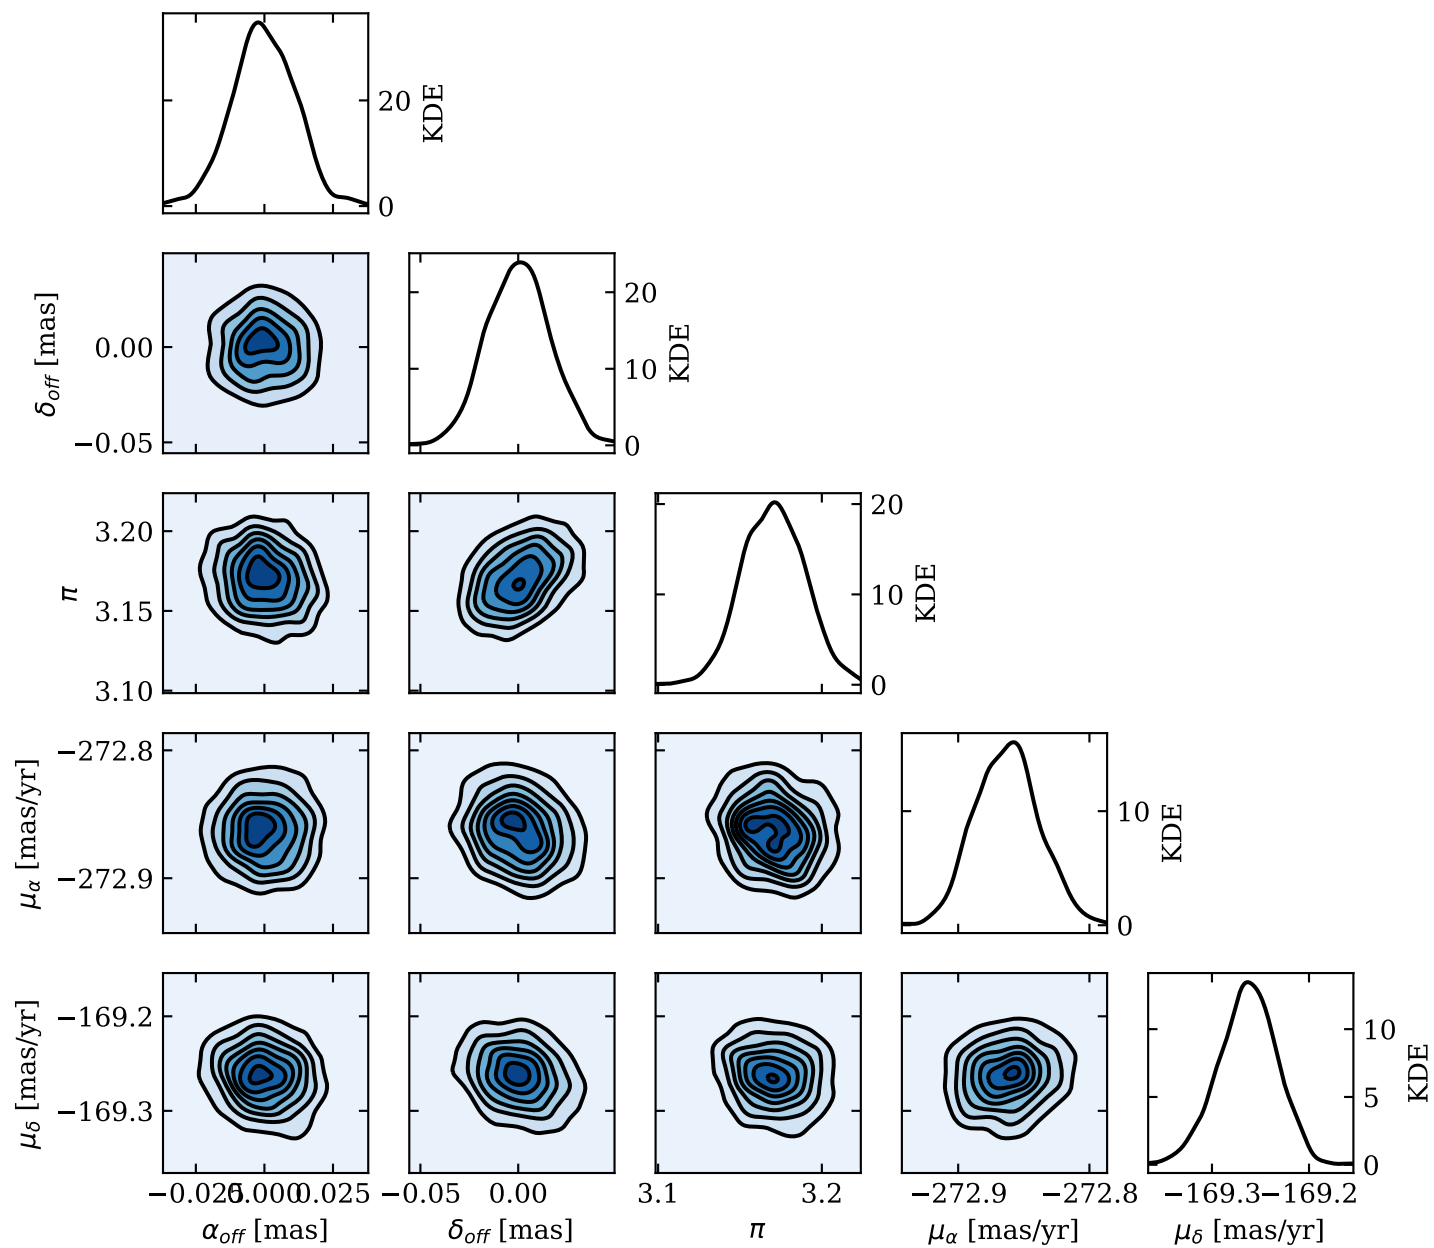 20
0
KDE
δoff [mas]
0.00
−0.05
20
10
0
KDE
π
3.20
3.15
3.10
20
10
0
KDE
μα [mas/yr]
−272.8
−272.9
10
0
KDE
μδ [mas/yr]
−169.2
−169.3
10
5
0
KDE
−0.025 0.000 0.025 −0.05 0.00 3.1 3.2 −272.9 −272.8 −169.3 −169.2
αoff [mas] δoff [mas] π μα [mas/yr] μδ [mas/yr]